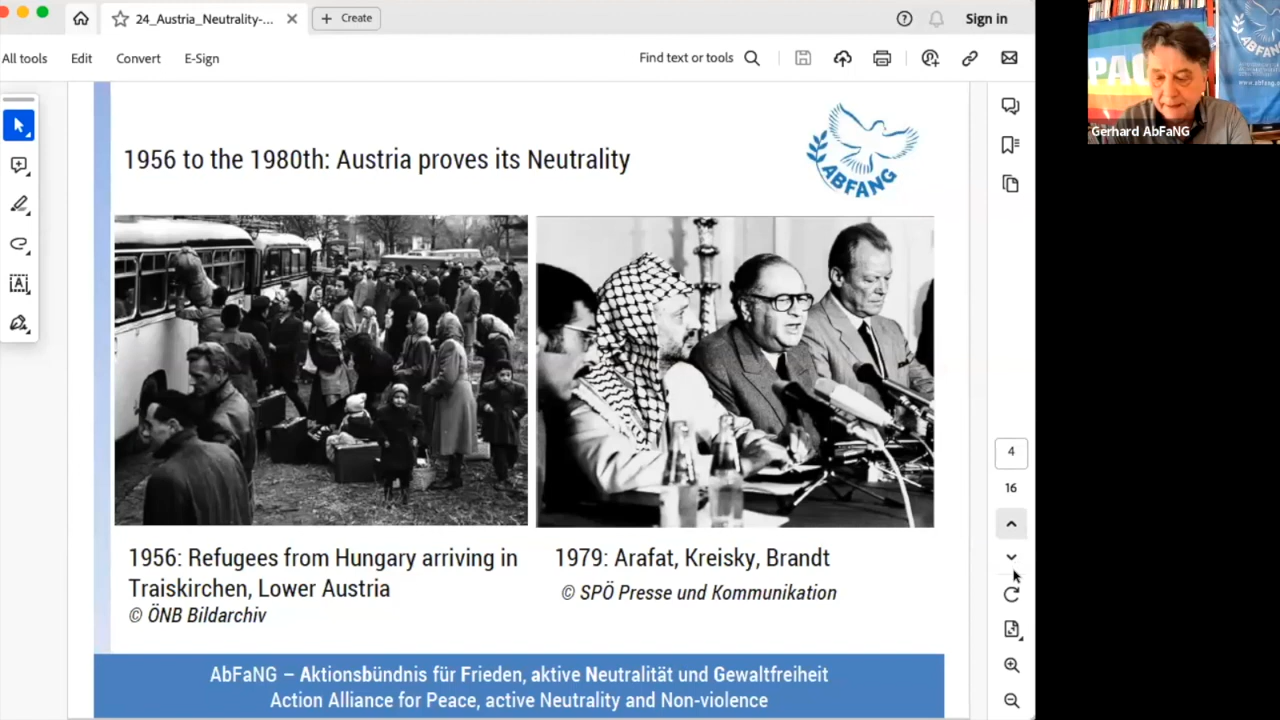 24_Austria_Neutrality-...
Create
Sign in
All tools
Edit
Convert
E-Sign
Find text or tools
1956 to the 1980th: Austria proves its Neutrality
ABFANG
1956: Refugees from Hungary arriving in
Traiskirchen, Lower Austria
© ÖNB Bildarchiv
1979: Arafat, Kreisky, Brandt
© SPÖ Presse und Kommunikation
AbFaNG – Aktionsbündnis für Frieden, aktive Neutralität und Gewaltfreiheit
Action Alliance for Peace, active Neutrality and Non-violence
4
16
PAC
ABFANG
Gerhard AbFaNG